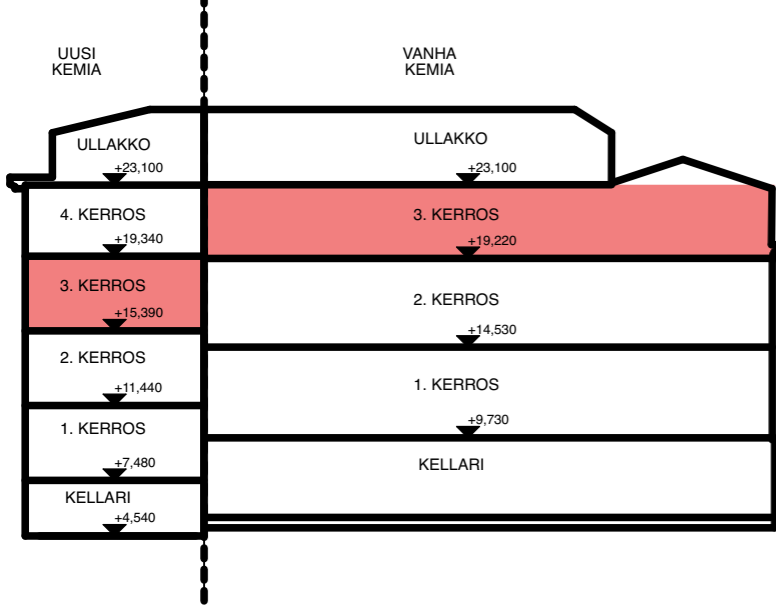 UUSI
KEMIA
VANHA
KEMIA
ULLAKKO
+23,100
4. KERROS
+19,340
3. KERROS
+15,390
2. KERROS
+11,440
1. KERROS
+7,480
KELLARI
+4,540
ULLAKKO
+23,100
3. KERROS
+19,220
2. KERROS
+14,530
1. KERROS
+9,730
KELLARI